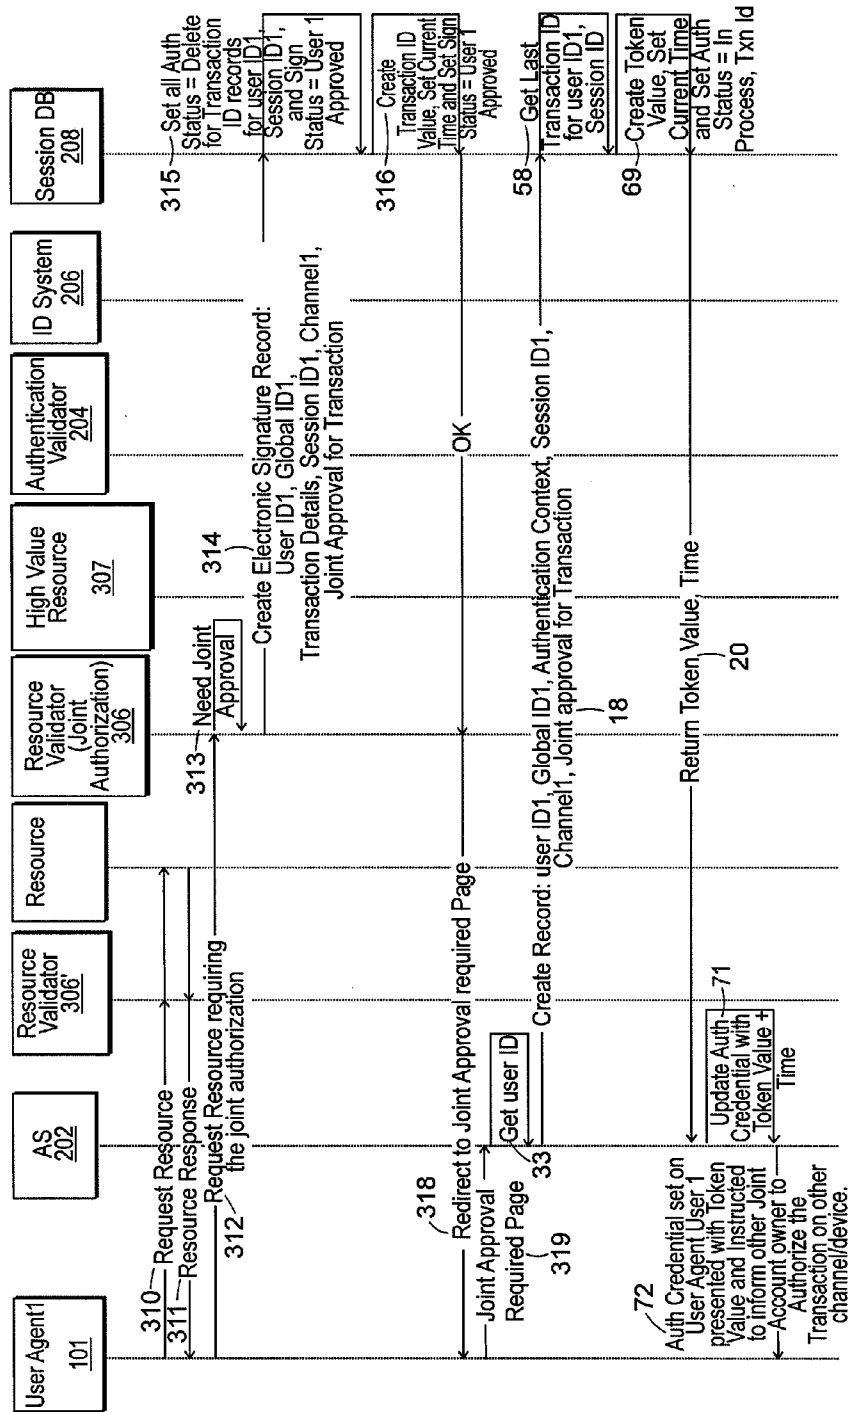 User Agent1
101
AS
202
Resource
Validator
306'
Resource
Resource
Validator
(Joint
Authorization)
306
High Value
Resource
307
Authentication
Validator
204
ID System
206
Session DB
208
310
Request Resource
311
Resource Response
312
Request Resource requiring
the joint authorization
313
Need Joint
Approval
314
Create Electronic Signature Record:
User ID1, Global ID1,
Transaction Details, Session ID1, Channel1,
Joint Approval for Transaction
315
Set all Auth
Status = Delete
for Transaction
ID records
for user ID1,
Session ID1,
and Sign
Status = User 1
Approved
316
Create
Transaction ID
Value, Set Current
Time and Set Sign
Status = User 1
Approved
OK
318
Redirect to Joint Approval required Page
Joint Approval
Required Page
319
Get user ID
33
Create Record: user ID1, Global ID1, Authentication Context, Session ID1,
Channel1, Joint approval for Transaction
18
58
Get Last
Transaction ID
for user ID1,
Session ID
69
Create Token
Value, Set
Current Time
and Set Auth
Status = In
Process, Txn Id
Return Token Value, Time
20
Update Auth
Credential with
Token Value +
Time
71
72
Auth Credential set on
User Agent User 1
presented with Token
Value and Instructed
to inform other Joint
Account owner to
Authorize the
Transaction on other
channel/device.